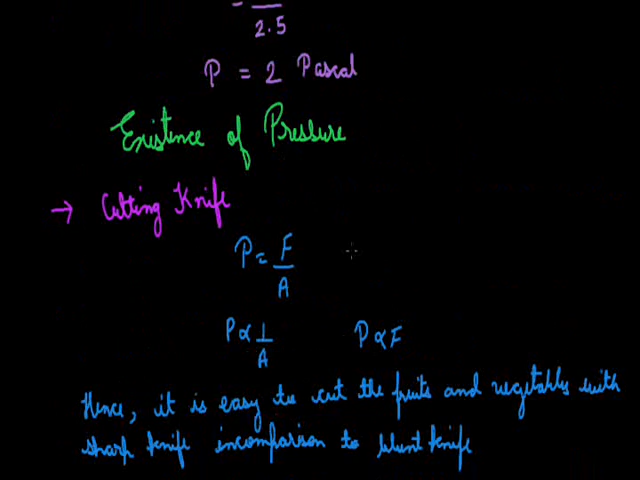 = 
2.5
P = 2 Pascal
Existence of Pressure
→ Cutting Knife
P = F/A
P ∝ 1/A P ∝ F
Hence, it is easy to cut the fruits and vegetables with
sharp knife incomparison to blunt knife